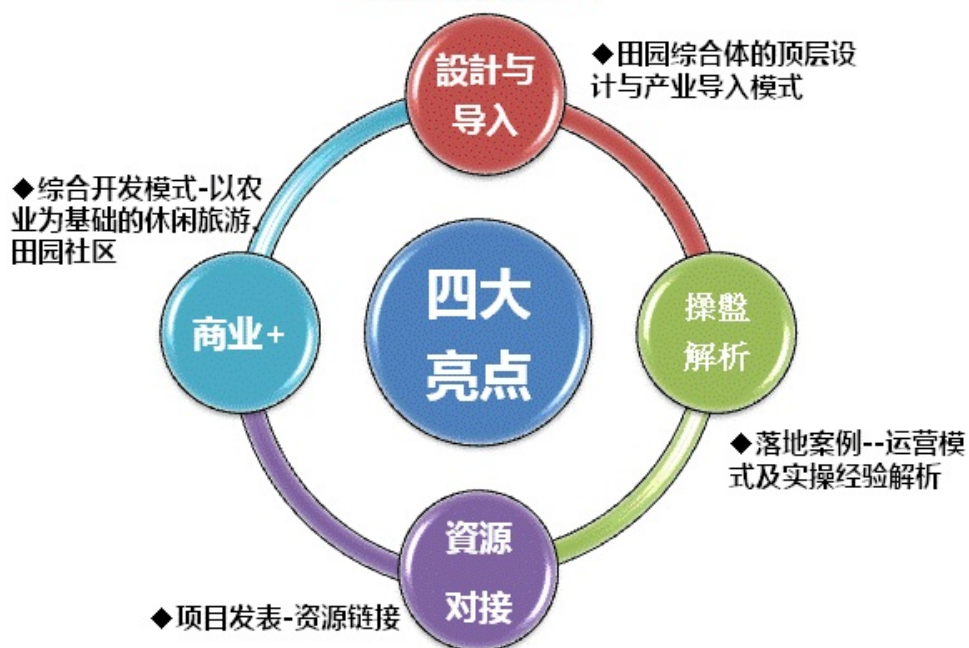 設計与
导入
◆田园综合体的顶层设
计与产业导入模式
◆综合开发模式-以农
业为基础的休闲旅游、
田园社区
四大
亮点
商业+
操盤
解析
◆落地案例--运营模
式及实操经验解析
資源
对接
◆项目发表-资源链接